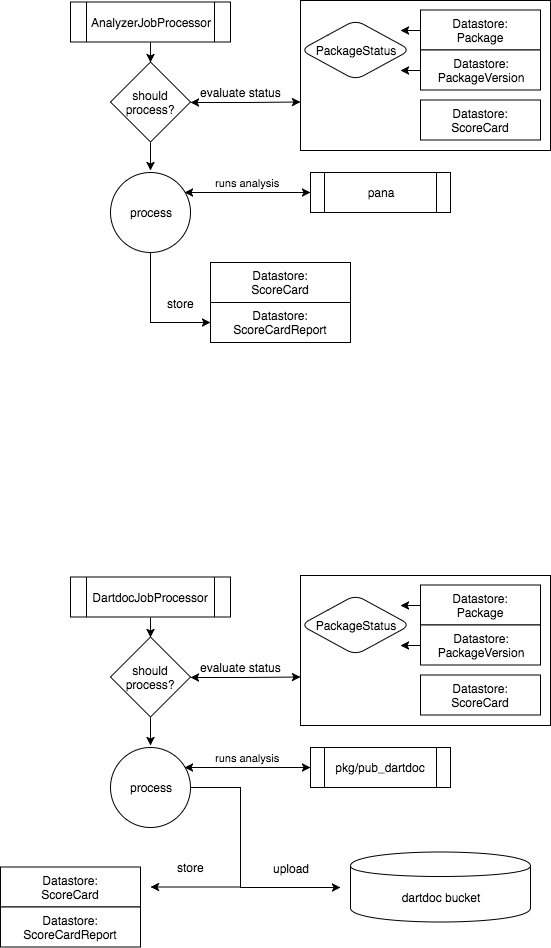 AnalyzerJobProcessor
Datastore:
Package
PackageStatus
Datastore:
PackageVersion
should
process?
evaluate status
Datastore:
ScoreCard
runs analysis
process
pana
Datastore:
ScoreCard
store
Datastore:
ScoreCardReport
DartdocJobProcessor
Datastore:
Package
PackageStatus
Datastore:
PackageVersion
should
process?
evaluate status
Datastore:
ScoreCard
runs analysis
process
pkg/pub_dartdoc
store
upload
Datastore:
ScoreCard
dartdoc bucket
Datastore:
ScoreCardReport